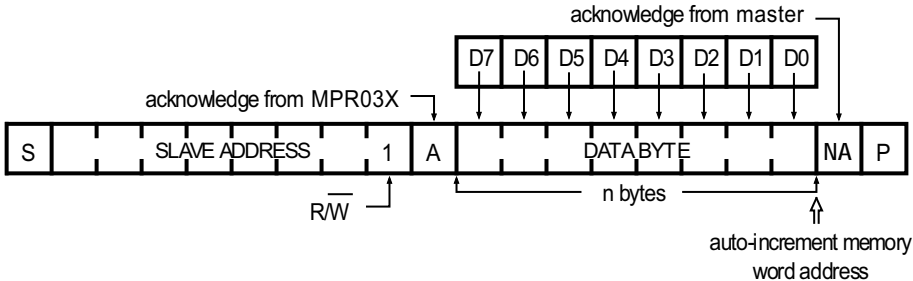 acknowledge from master
D7 D6 D5 D4 D3 D2 D1 D0
acknowledge from MPR03X
S SLAVE ADDRESS 1 A DATA BYTE NA P
R/W̅
n bytes
auto-increment memory
word address